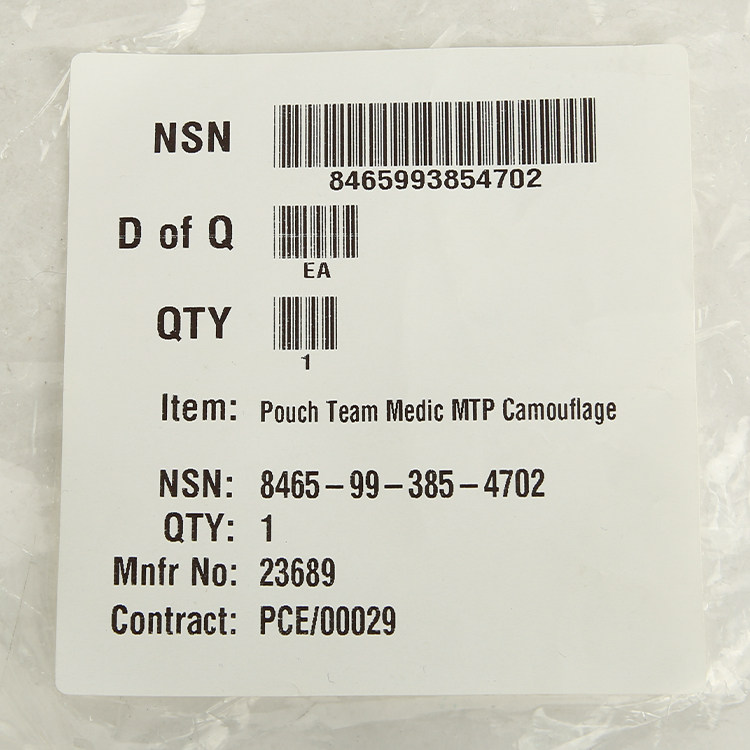 NSN
8465993854702
D of Q
EA
QTY
1
Item: Pouch Team Medic MTP Camouflage
NSN: 8465-99-385-4702
QTY: 1
Mnfr No: 23689
Contract: PCE/00029